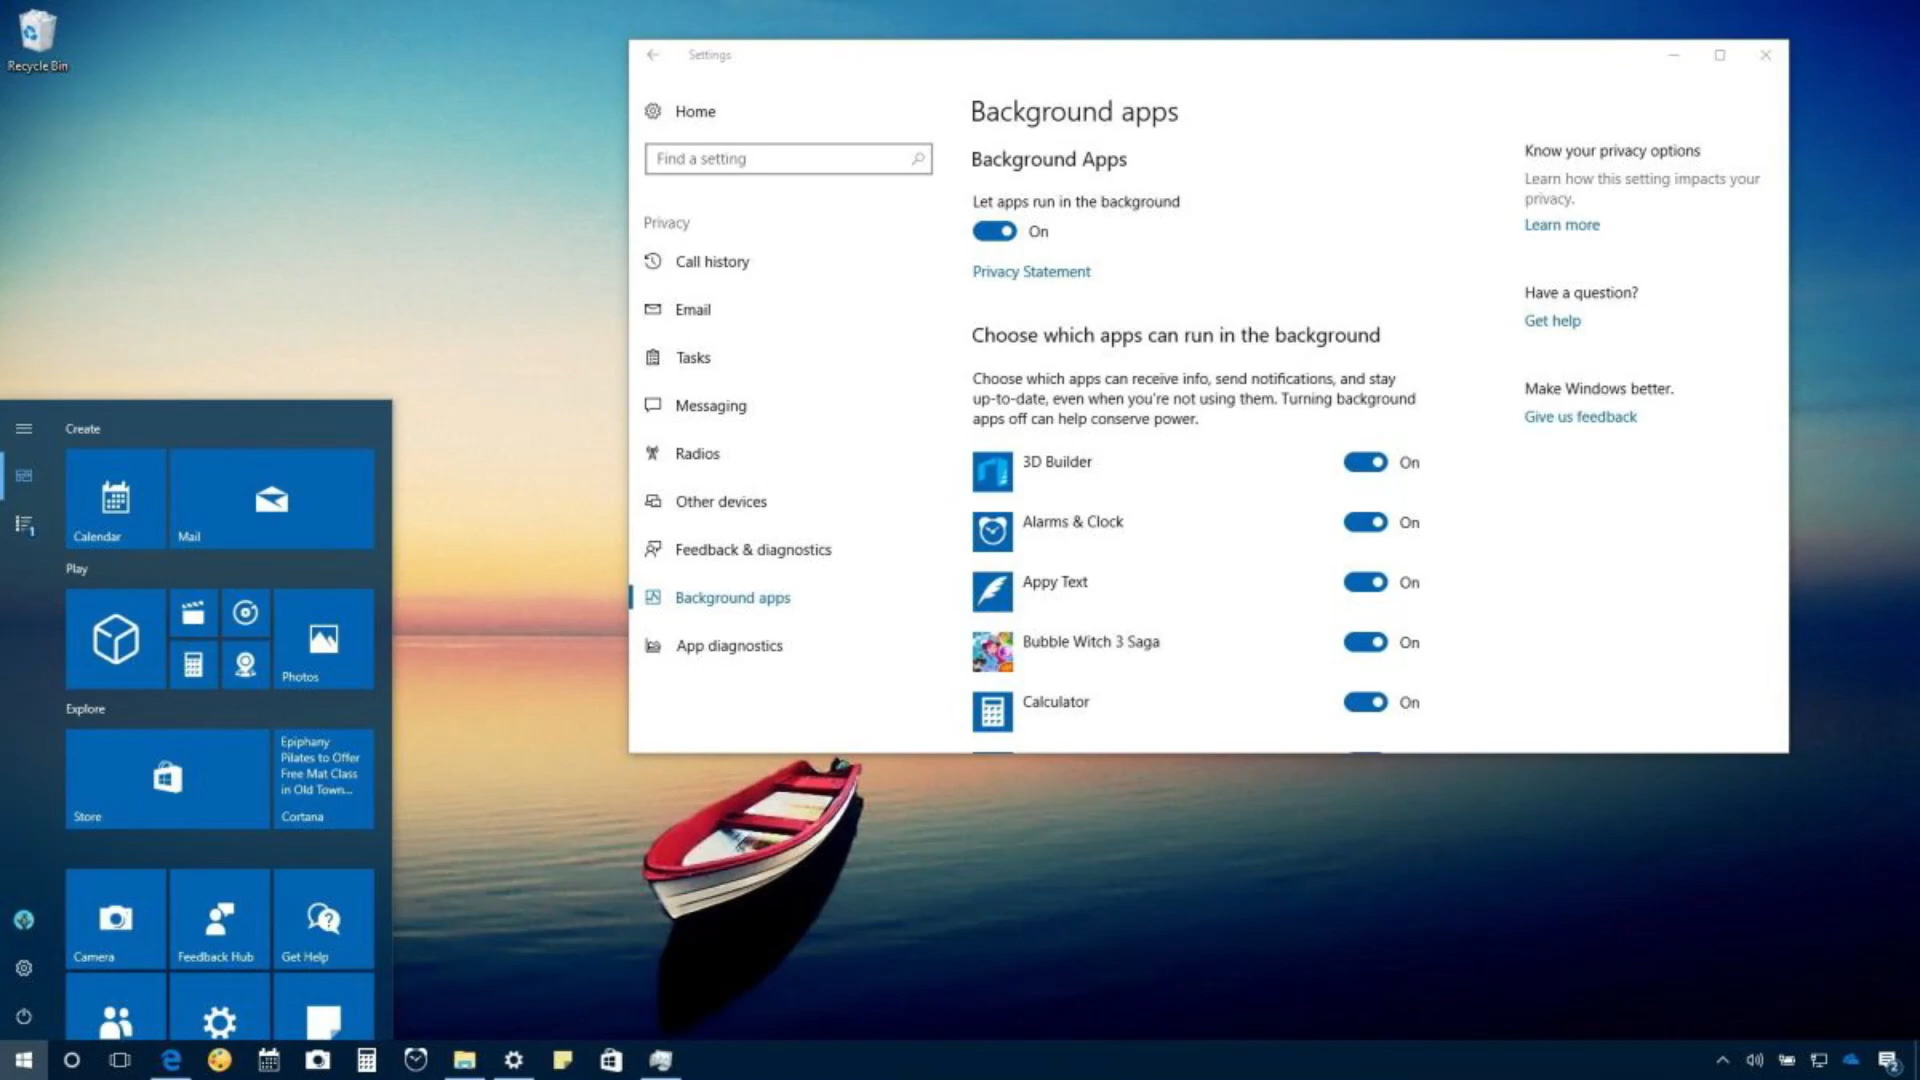 Recycle Bin
Settings
Home
Find a setting
Privacy
Call history
Email
Tasks
Messaging
Radios
Other devices
Feedback & diagnostics
Background apps
App diagnostics
Background apps
Background Apps
Let apps run in the background
On
Privacy Statement
Choose which apps can run in the background
Choose which apps can receive info, send notifications, and stay
up-to-date, even when you're not using them. Turning background
apps off can help conserve power.
3D Builder On
Alarms & Clock On
Appy Text On
Bubble Witch 3 Saga On
Calculator On
Know your privacy options
Learn how this setting impacts your
privacy.
Learn more
Have a question?
Get help
Make Windows better.
Give us feedback
1
Create
Calendar
Mail
Play
Photos
Explore
Store
Epiphany
Pilates to Offer
Free Mat Class
in Old Town...
Cortana
Camera
Feedback Hub
Get Help
2